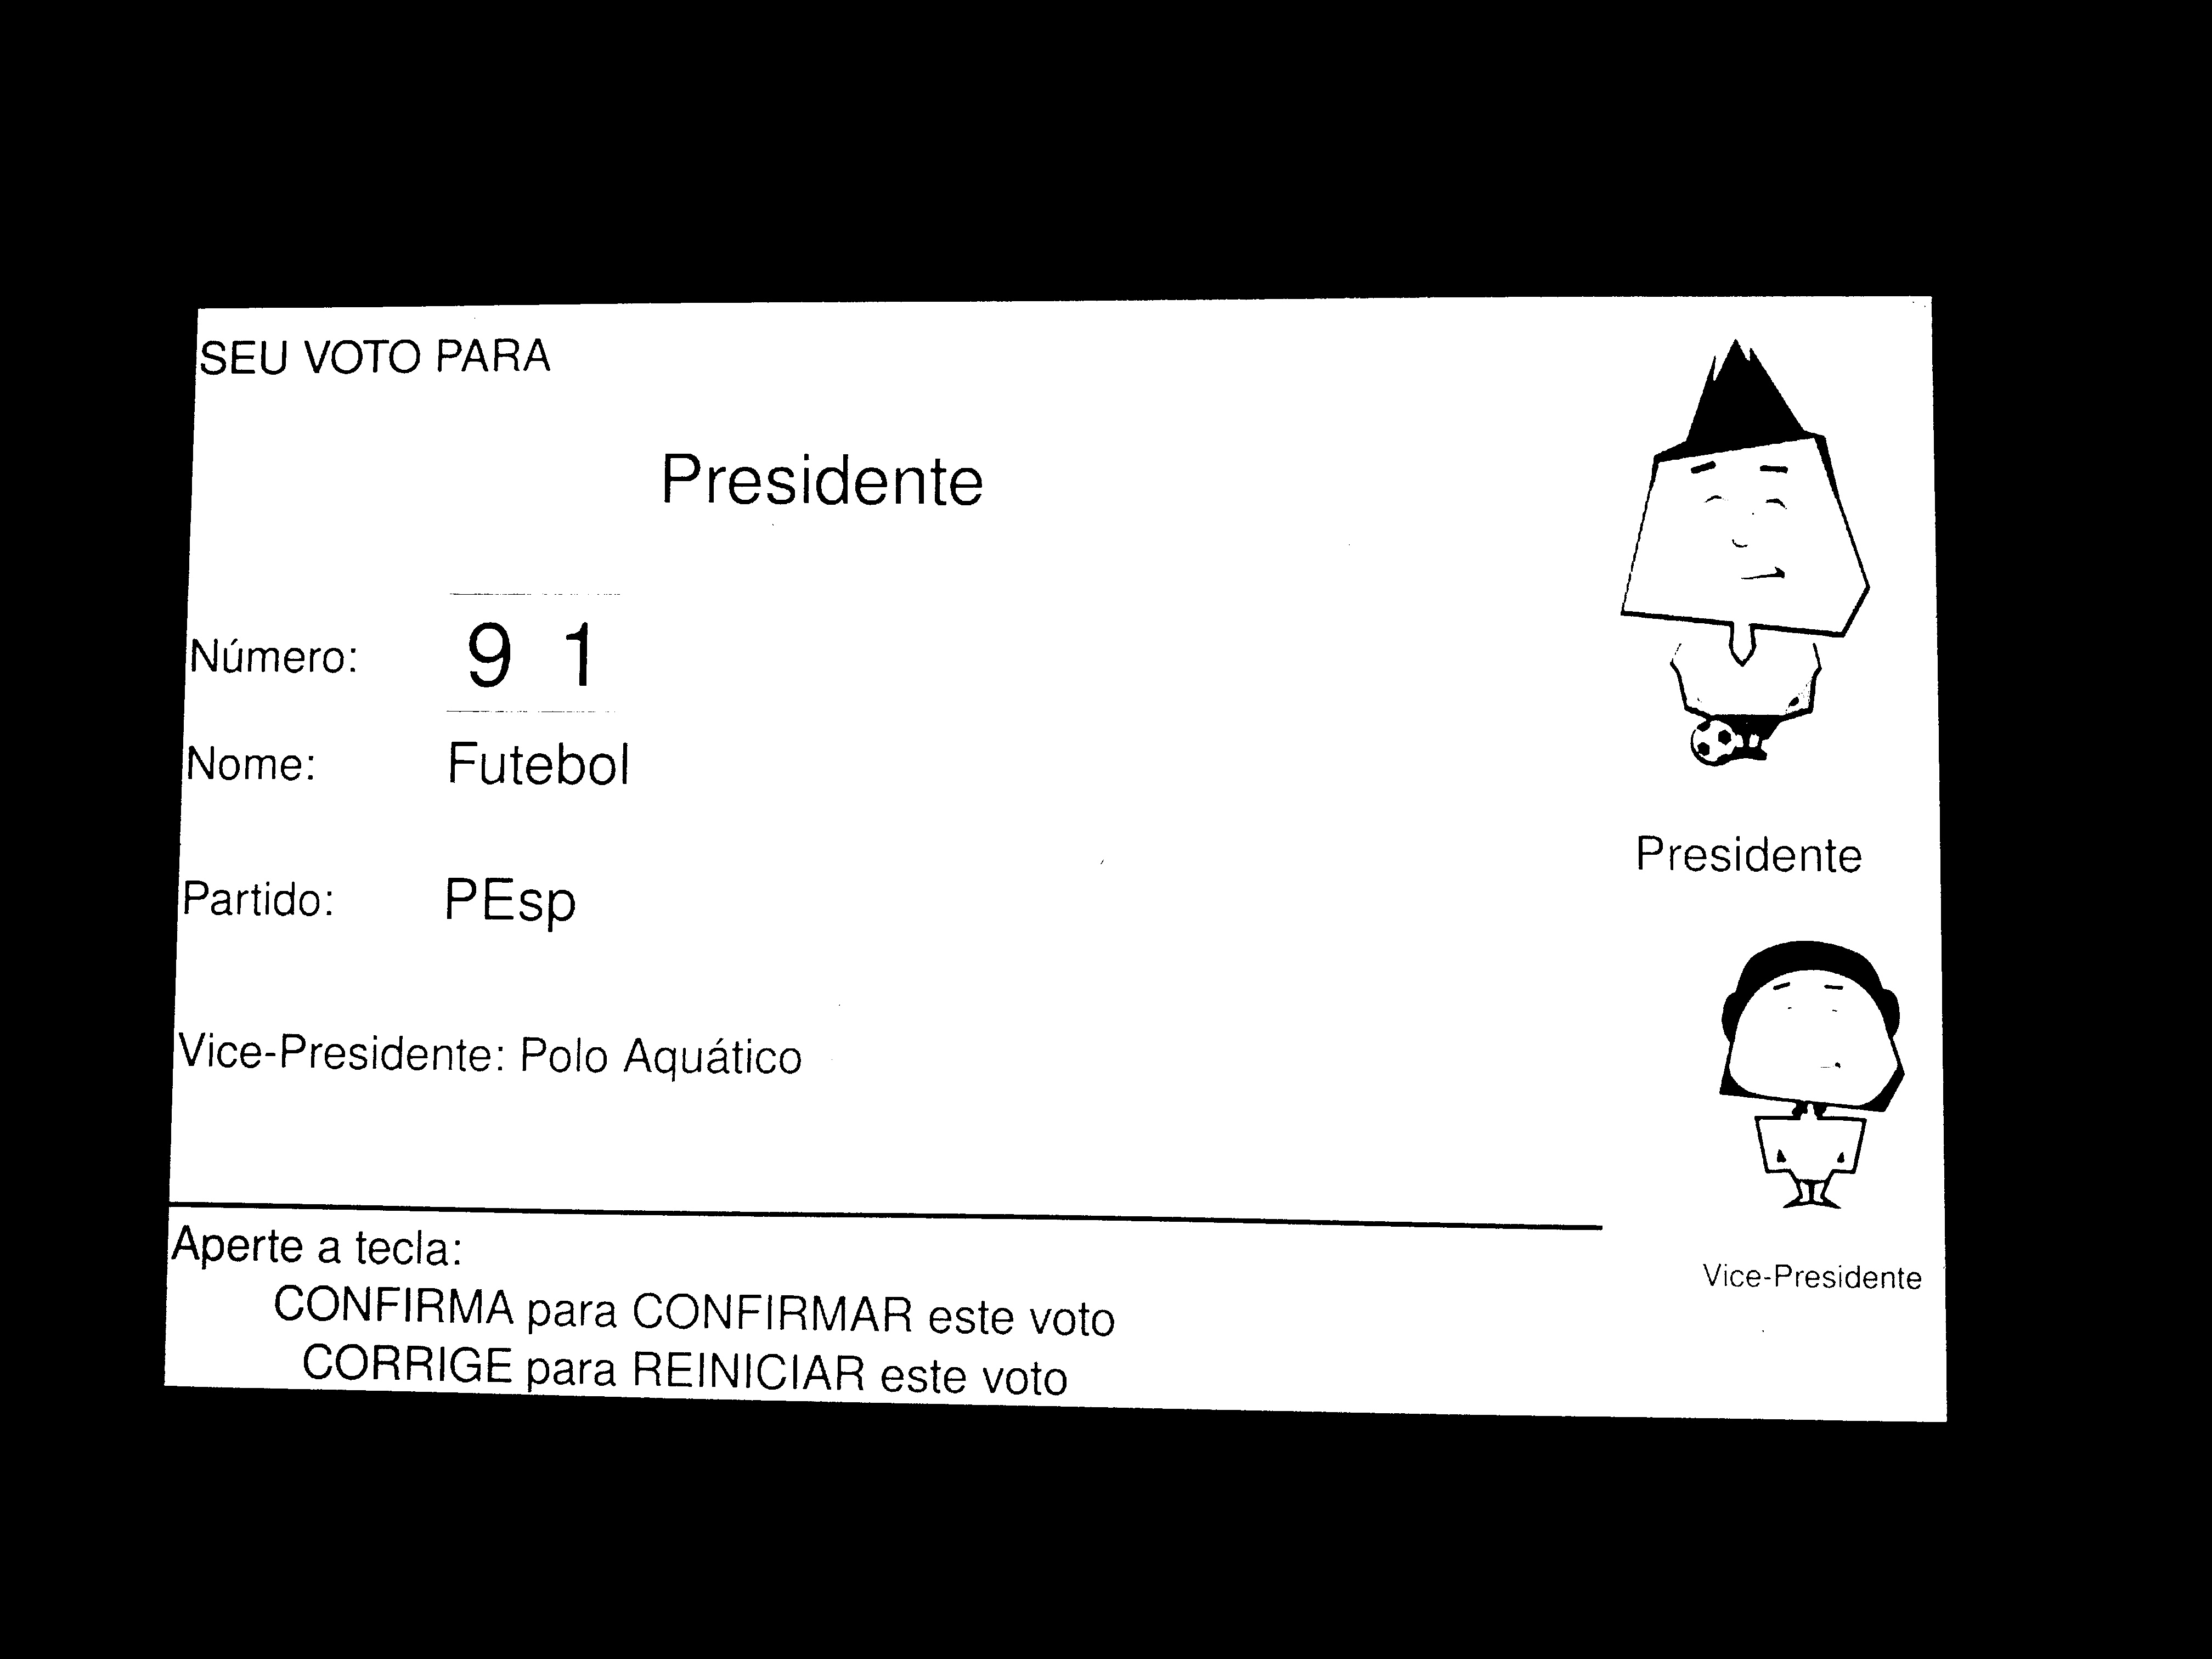 SEU VOTO PARA
Presidente
Número: 9 1
Nome: Futebol
Partido: PEsp
Presidente
Vice-Presidente: Polo Aquático
Vice-Presidente
Aperte a tecla:
CONFIRMA para CONFIRMAR este voto
CORRIGE para REINICIAR este voto